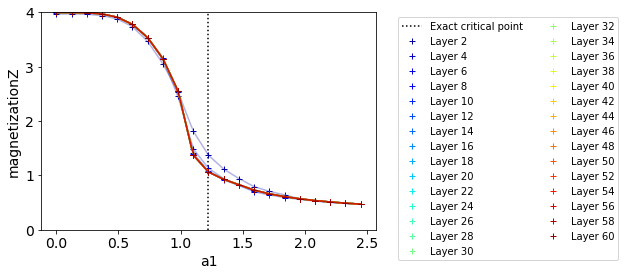 magnetizationZ
4
3
2
1
0
0.0 0.5 1.0 1.5 2.0 2.5
a1
Exact critical point
Layer 2
Layer 4
Layer 6
Layer 8
Layer 10
Layer 12
Layer 14
Layer 16
Layer 18
Layer 20
Layer 22
Layer 24
Layer 26
Layer 28
Layer 30
Layer 32
Layer 34
Layer 36
Layer 38
Layer 40
Layer 42
Layer 44
Layer 46
Layer 48
Layer 50
Layer 52
Layer 54
Layer 56
Layer 58
Layer 60